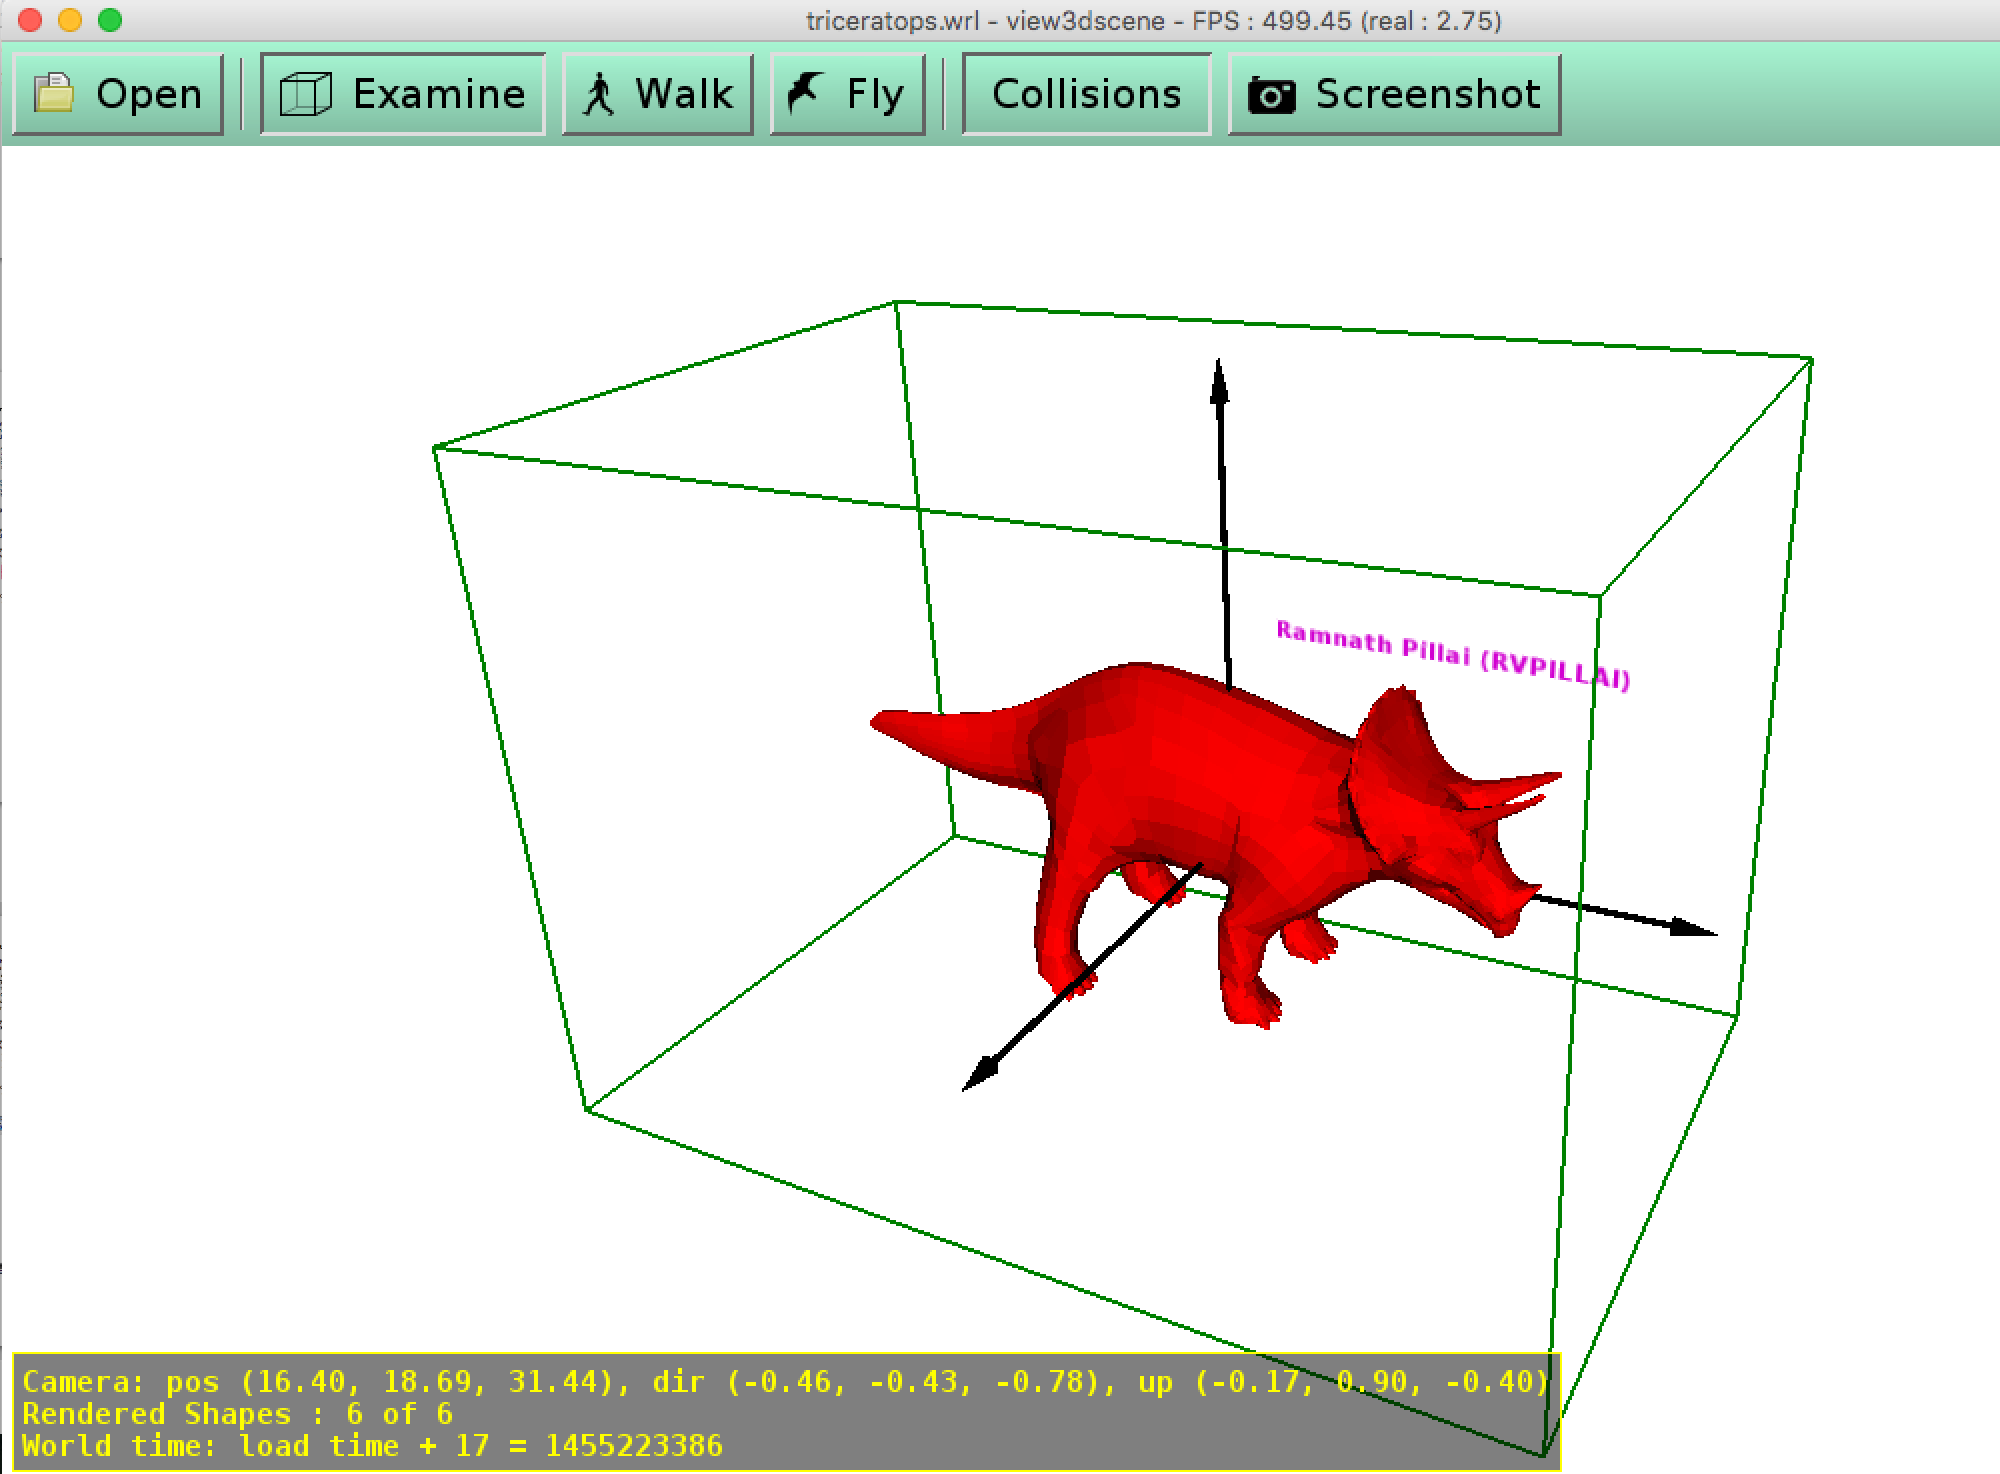 triceratops.wrl - view3dscene - FPS : 499.45 (real : 2.75)
Open Examine Walk Fly Collisions Screenshot
Ramnath Pillai (RVPILLAI)
Camera: pos (16.40, 18.69, 31.44), dir (-0.46, -0.43, -0.78), up (-0.17, 0.90, -0.40)
Rendered Shapes : 6 of 6
World time: load time + 17 = 1455223386